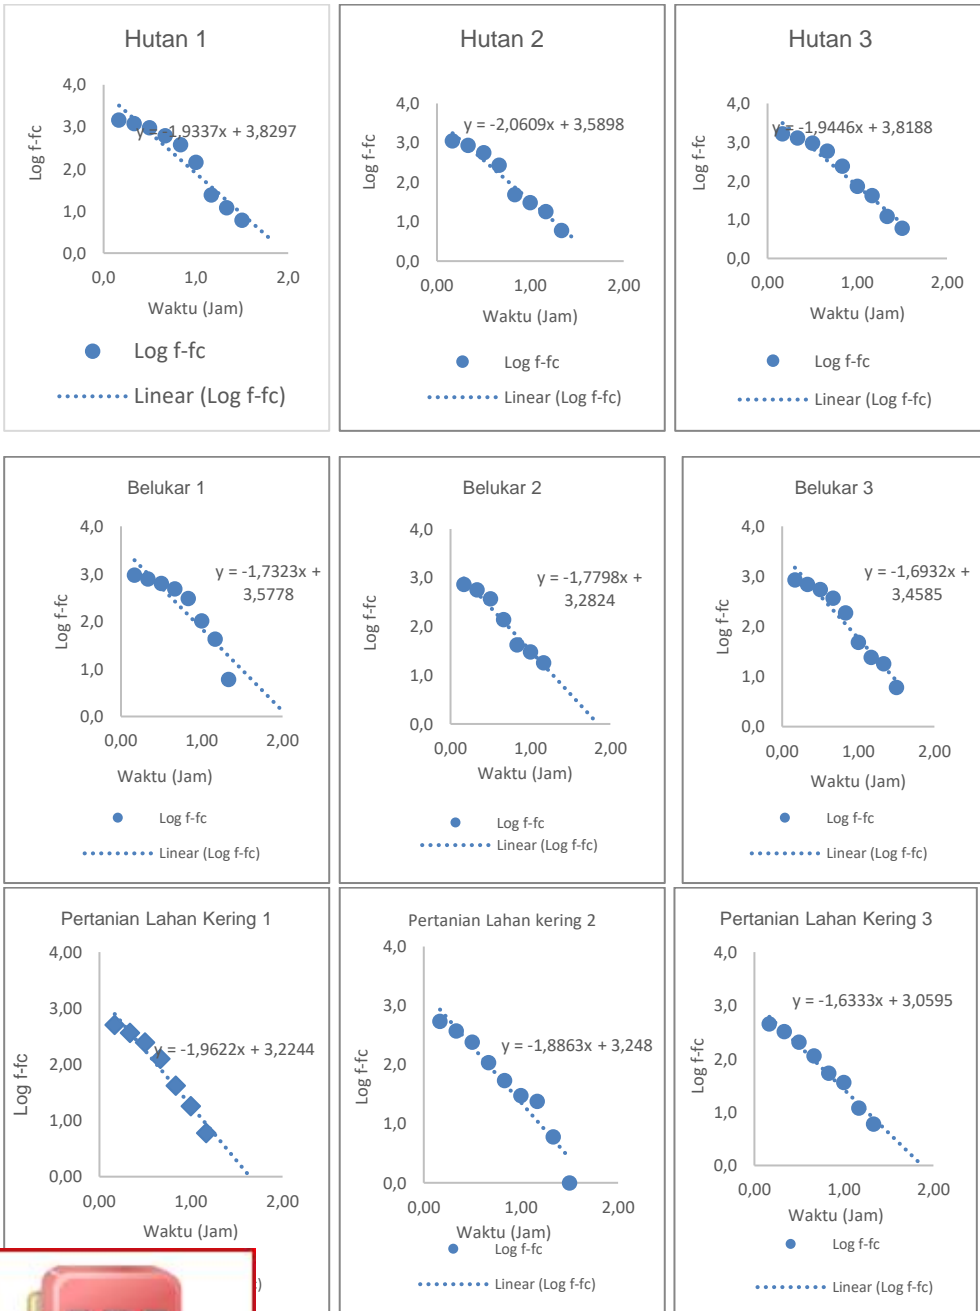 Hutan 1
4,0
3,0
2,0
1,0
0,0
Log f-fc
y = -1,9337x + 3,8297
0,0 1,0 2,0
Waktu (Jam)
Log f-fc
Linear (Log f-fc)
Hutan 2
4,0
3,0
2,0
1,0
0,0
Log f-fc
y = -2,0609x + 3,5898
0,00 1,00 2,00
Waktu (Jam)
Log f-fc
Linear (Log f-fc)
Hutan 3
4,0
3,0
2,0
1,0
0,0
Log f-fc
y = -1,9446x + 3,8188
0,00 1,00 2,00
Waktu (Jam)
Log f-fc
Linear (Log f-fc)
Belukar 1
4,0
3,0
2,0
1,0
0,0
Log f-fc
y = -1,7323x +
3,5778
0,00 1,00 2,00
Waktu (Jam)
Log f-fc
Linear (Log f-fc)
Belukar 2
4,0
3,0
2,0
1,0
0,0
Log f-fc
y = -1,7798x +
3,2824
0,00 1,00 2,00
Waktu (Jam)
Log f-fc
Linear (Log f-fc)
Belukar 3
4,0
3,0
2,0
1,0
0,0
Log f-fc
y = -1,6932x +
3,4585
0,00 1,00 2,00
Waktu (Jam)
Log f-fc
Linear (Log f-fc)
Pertanian Lahan Kering 1
4,00
3,00
2,00
1,00
0,00
Log f-fc
y = -1,9622x + 3,2244
0,00 1,00 2,00
Waktu (Jam)
Pertanian Lahan kering 2
4,0
3,0
2,0
1,0
0,0
Log f-fc
y = -1,8863x + 3,248
0,00 1,00 2,00
Waktu (Jam)
Log f-fc
Linear (Log f-fc)
Pertanian Lahan Kering 3
4,0
3,0
2,0
1,0
0,0
Log f-fc
y = -1,6333x + 3,0595
0,00 1,00 2,00
Waktu (Jam)
Log f-fc
Linear (Log f-fc)